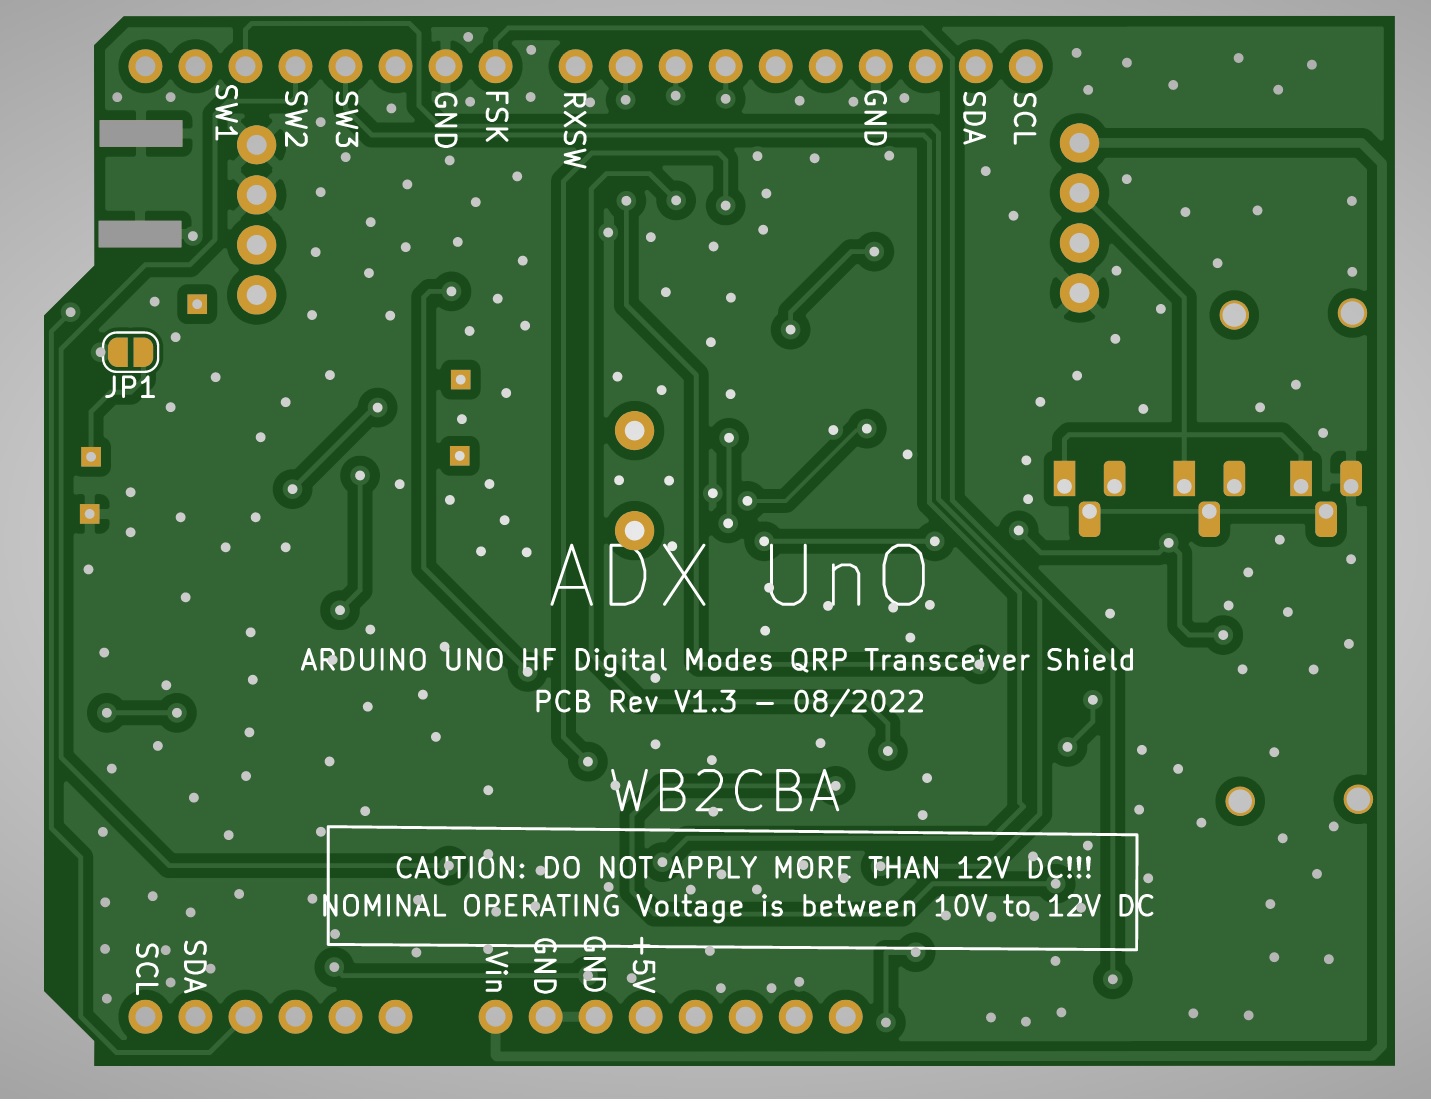 SW1
SW2
SW3
GND
FSK
RXSW
GND
SDA
SCL
JP1
ADX UnO
ARDUINO UNO HF Digital Modes QRP Transceiver Shield
PCB Rev V1.3 – 08/2022
WB2CBA
CAUTION: DO NOT APPLY MORE THAN 12V DC!!!
NOMINAL OPERATING Voltage is between 10V to 12V DC
SCL
SDA
Vin
GND
GND
+5V